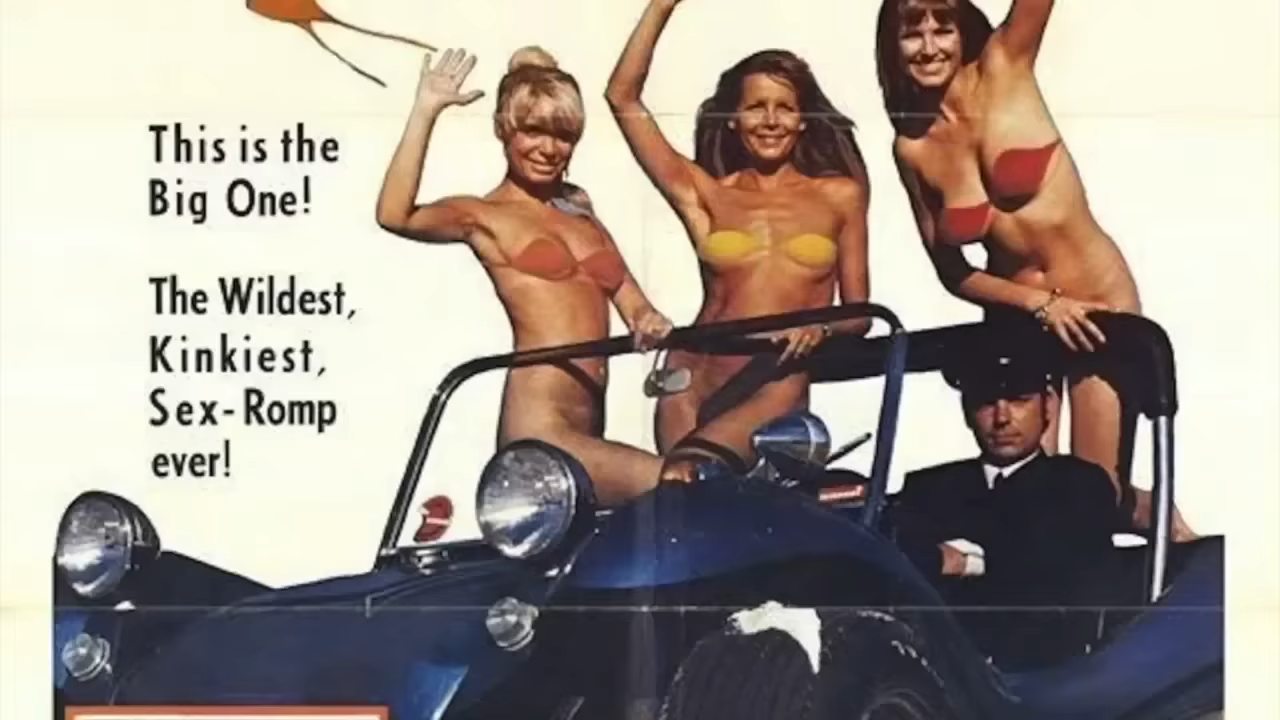 This is the
Big One!
The Wildest,
Kinkiest,
Sex-Romp
ever!